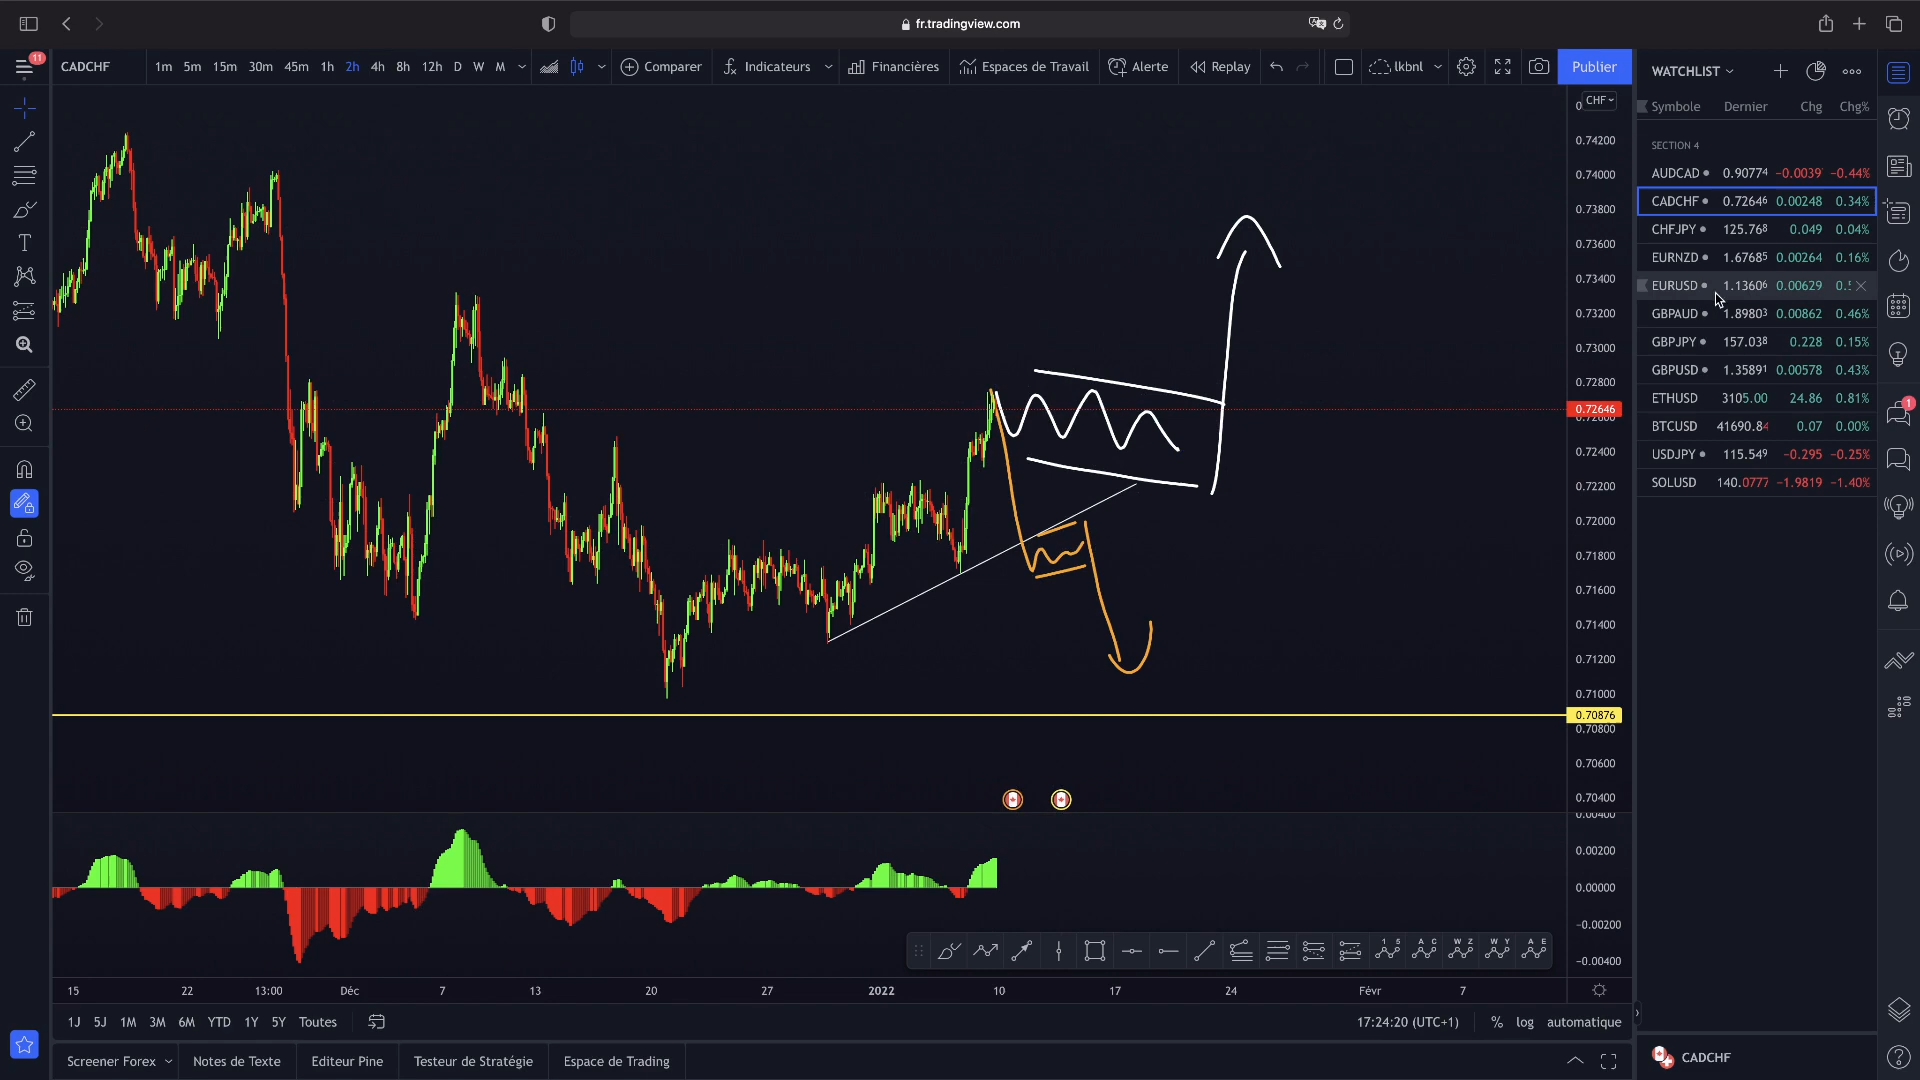 fr.tradingview.com
11
CADCHF
1m 5m 15m 30m 45m 1h 2h 4h 8h 12h D W M
Comparer
Indicateurs
Financières
Espaces de Travail
Alerte
Replay
lkbnl
Publier
WATCHLIST
Symbole Dernier Chg Chg%
SECTION 4
AUDCAD 0.90774 -0.0039 -0.44%
CADCHF 0.72646 0.00248 0.34%
CHFJPY 125.768 0.049 0.04%
EURNZD 1.67685 0.00264 0.16%
EURUSD 1.13606 0.00629
GBPAUD 1.89803 0.00862 0.46%
GBPJPY 157.038 0.228 0.15%
GBPUSD 1.35891 0.00578 0.43%
ETHUSD 3105.00 24.86 0.81%
BTCUSD 41690.84 0.07 0.00%
USDJPY 115.549 -0.295 -0.25%
SOLUSD 140.0777 -1.9819 -1.40%
1
CHF
0.74200
0.74000
0.73800
0.73600
0.73400
0.73200
0.73000
0.72800
0.72646
0.72400
0.72200
0.72000
0.71800
0.71600
0.71400
0.71200
0.71000
0.70876
0.70800
0.70600
0.70400
0.00200
0.00000
-0.00200
-0.00400
1 5
A C
W Z
W Y
A E
15 22 13:00 Déc 7 13 20 27 2022 10 17 24 Févr 7
1J 5J 1M 3M 6M YTD 1Y 5Y Toutes
17:24:20 (UTC+1) % log automatique
Screener Forex Notes de Texte Editeur Pine Testeur de Stratégie Espace de Trading
CADCHF